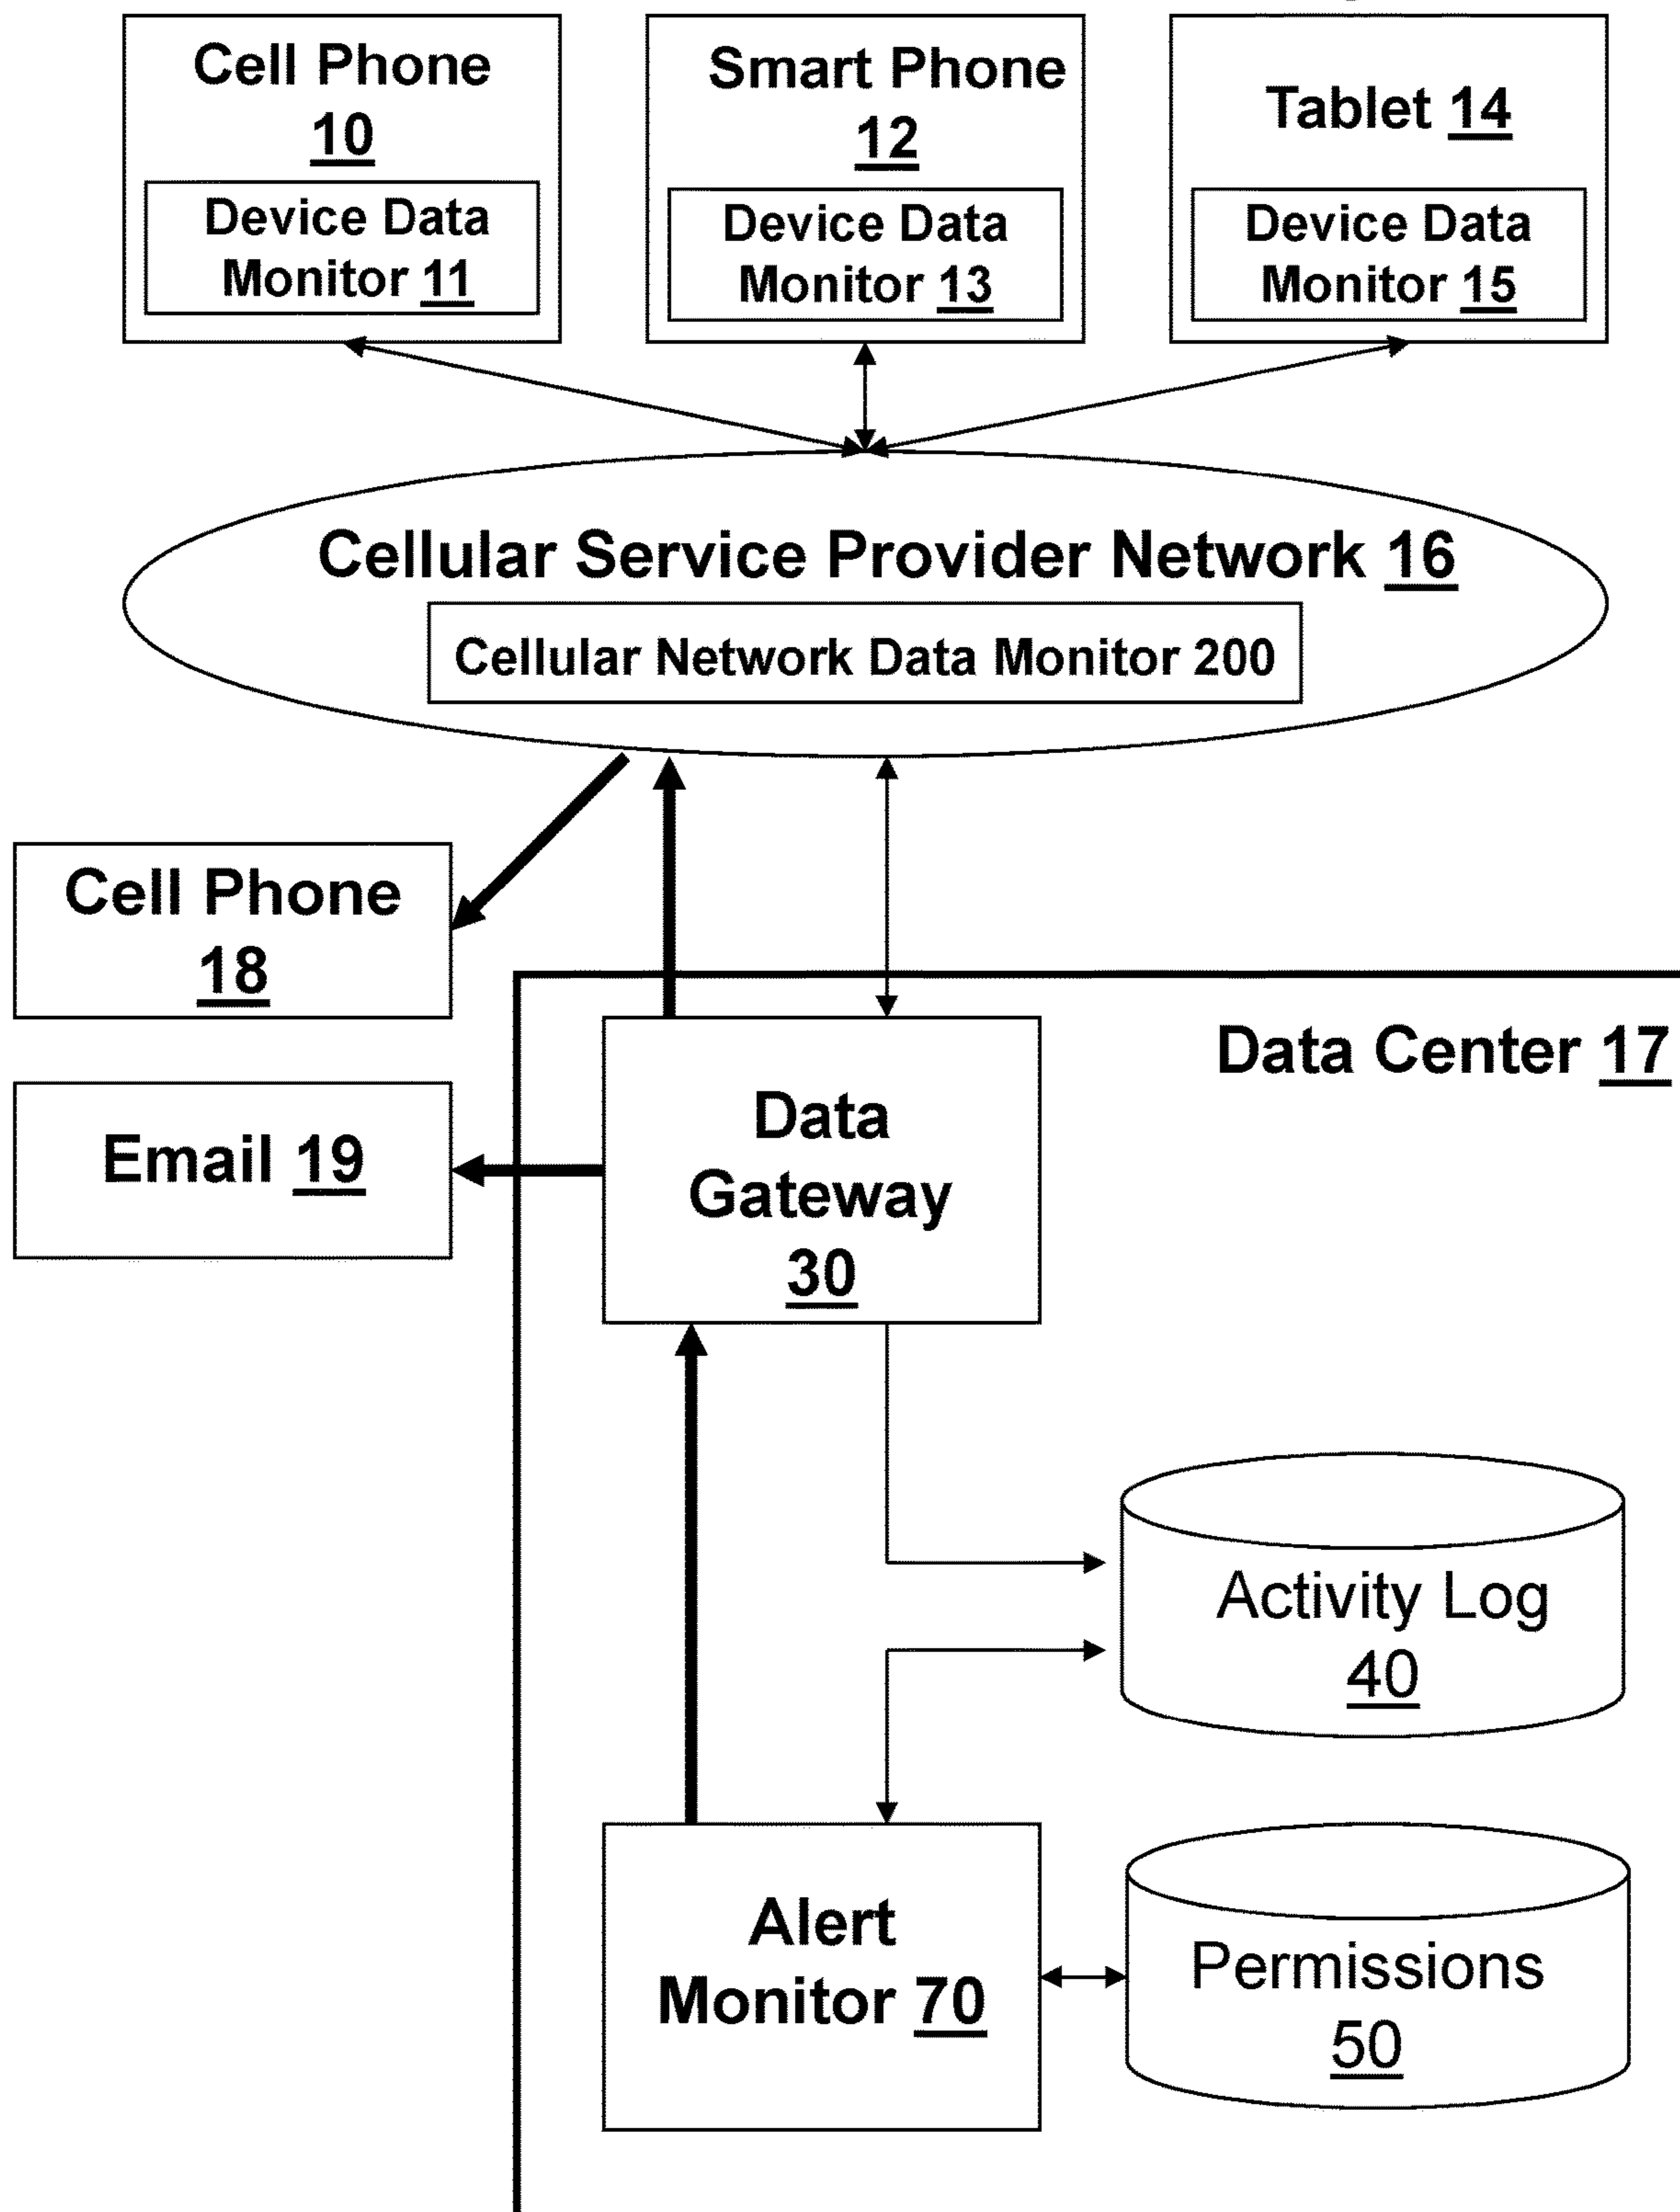 Cell Phone
10
Device Data
Monitor 11
Smart Phone
12
Device Data
Monitor 13
Tablet 14
Device Data
Monitor 15
Cellular Service Provider Network 16
Cellular Network Data Monitor 200
Cell Phone
18
Data Center 17
Email 19
Data
Gateway
30
Activity Log
40
Alert
Monitor 70
Permissions
50